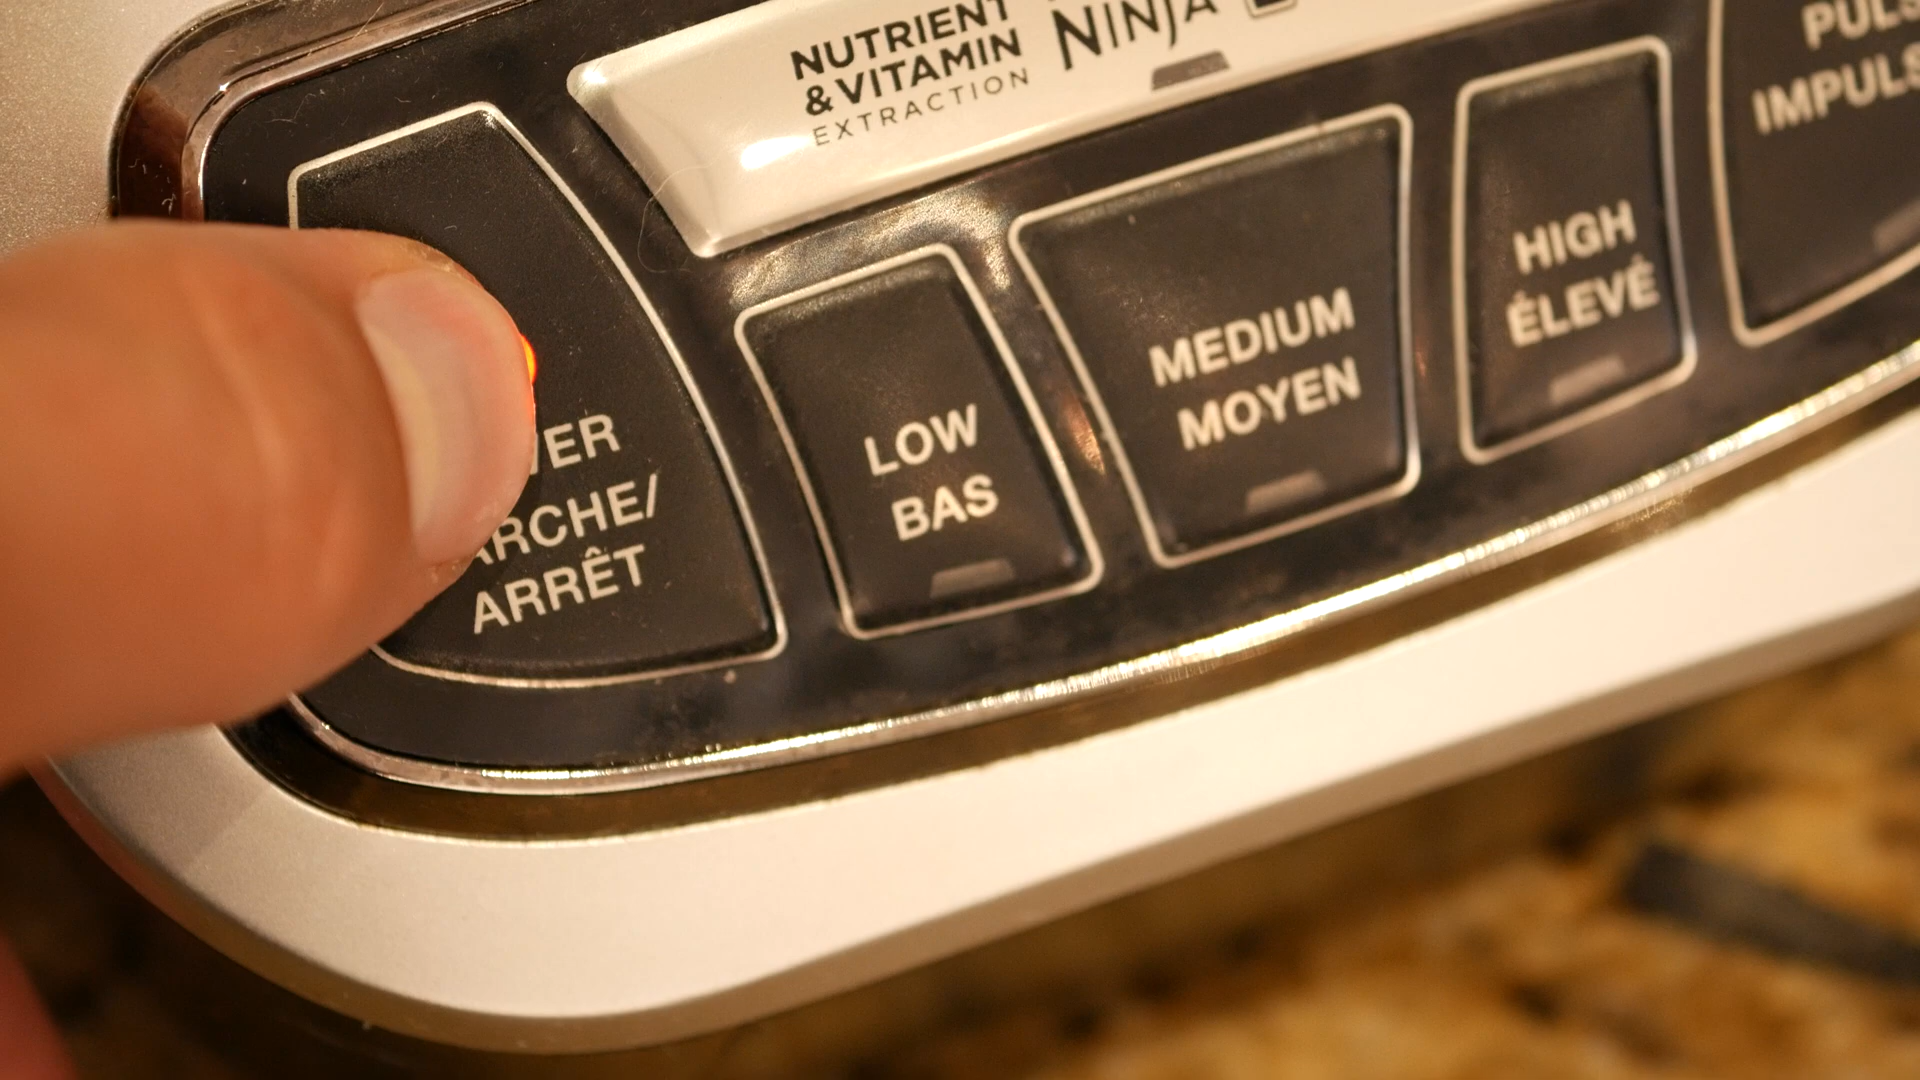 NUTRIENT
& VITAMIN
EXTRACTION
NINJA
LOW
BAS
MEDIUM
MOYEN
HIGH
ÉLEVÉ
ARRÊT